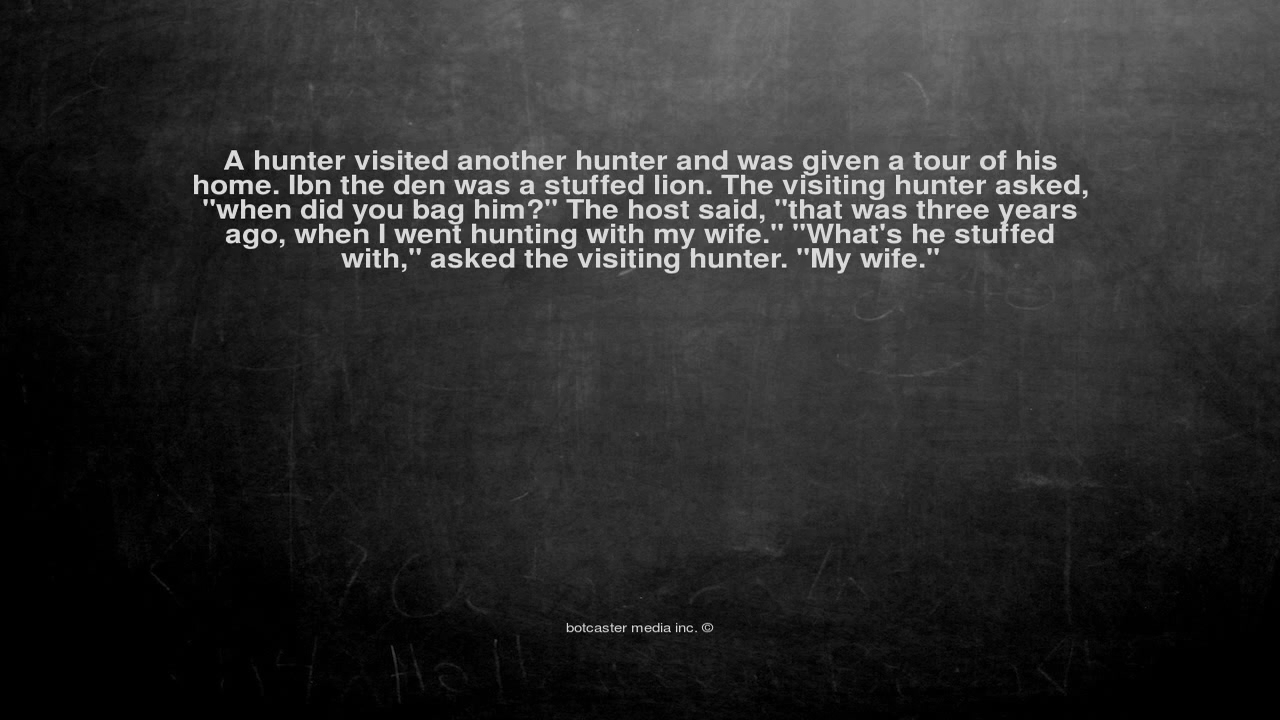 A hunter visited another hunter and was given a tour of his
home. Ibn the den was a stuffed lion. The visiting hunter asked,
"when did you bag him?" The host said, "that was three years
ago, when I went hunting with my wife." "What's he stuffed
with," asked the visiting hunter. "My wife."
botcaster media inc. ©